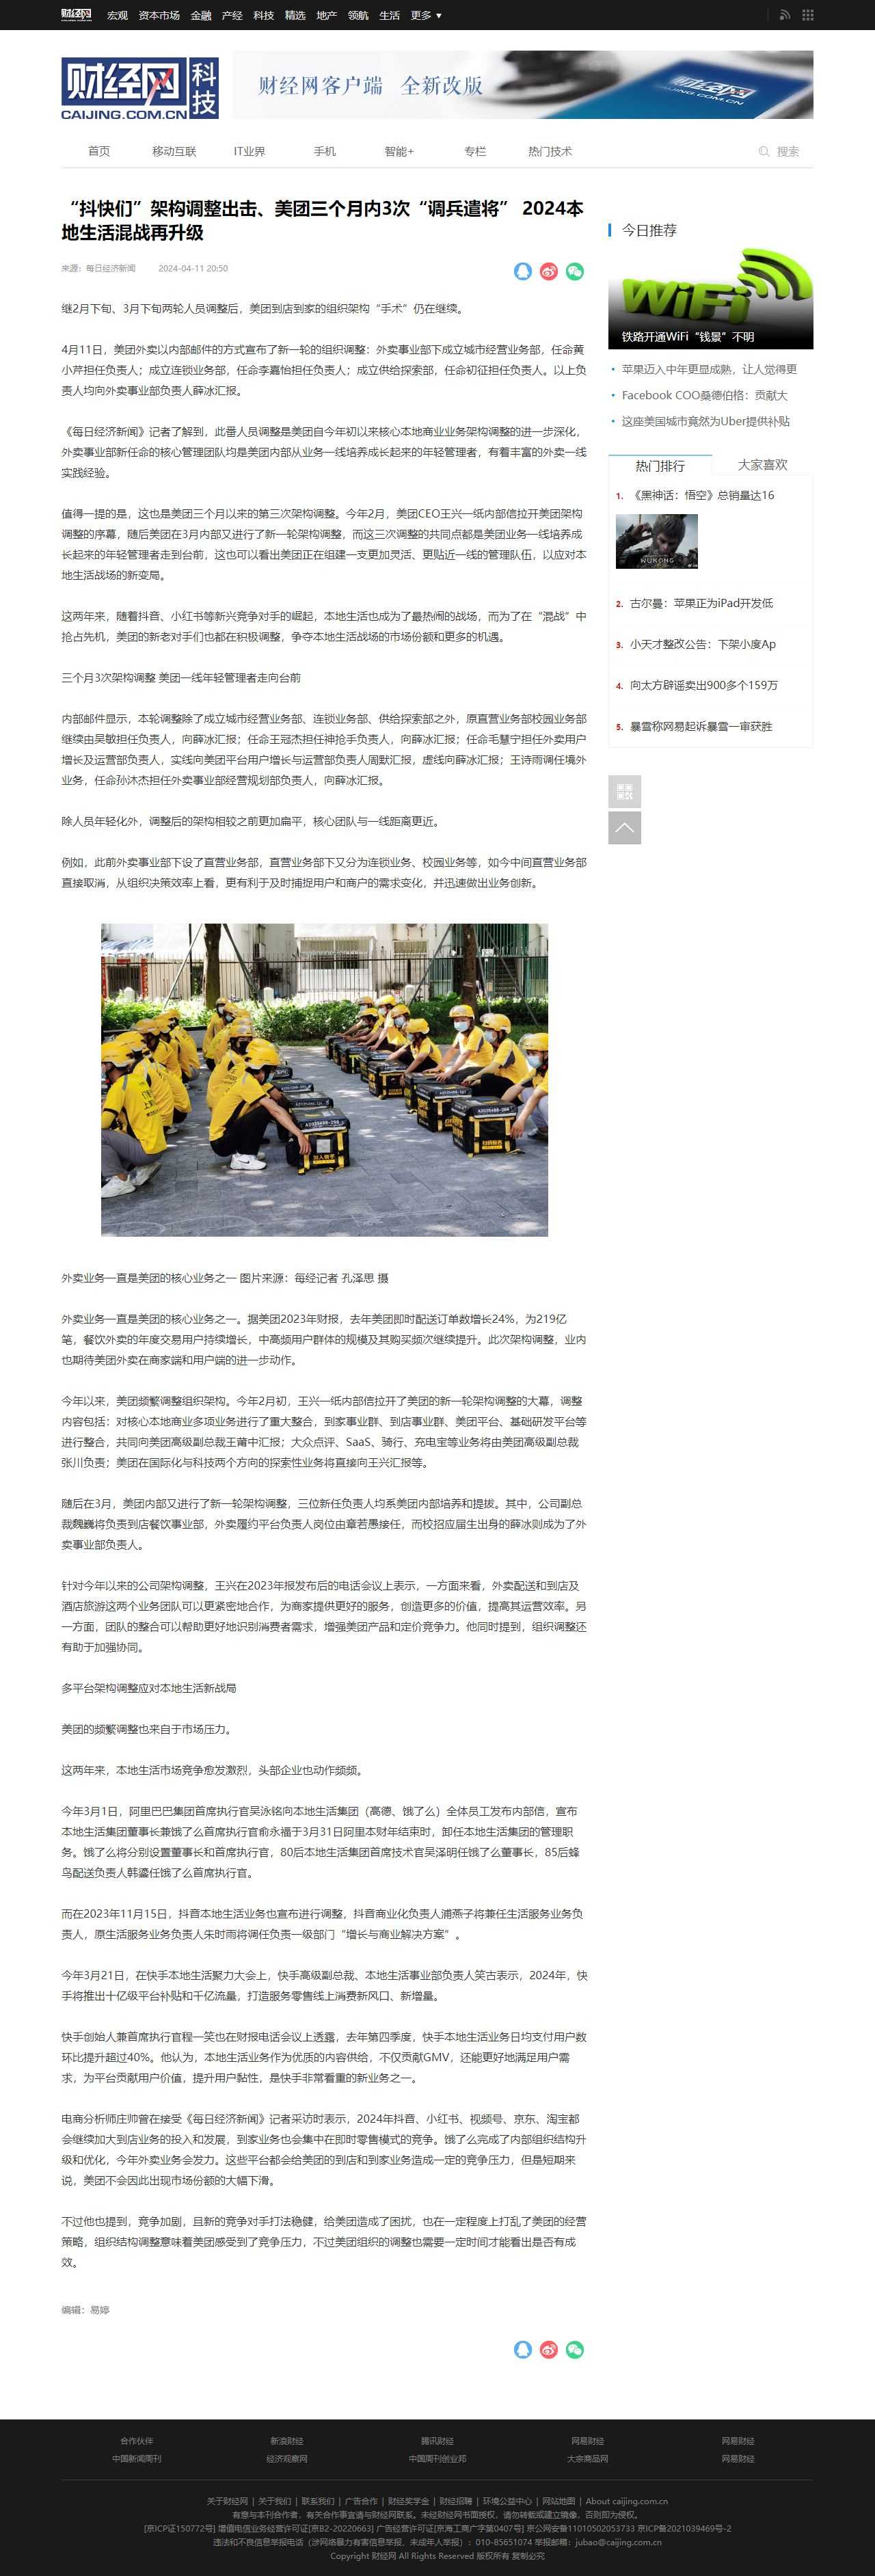 财经网
宏观 资本市场 金融 产经 科技 精选 地产 领航 生活 更多 ▼
财经网 科技
CAIJING.COM.CN
财经网客户端 全新改版
首页 移动互联 IT业界 手机 智能+ 专栏 热门技术 搜索
“抖快们”架构调整出击、美团三个月内3次“调兵遣将” 2024本
地生活混战再升级
来源：每日经济新闻 2024-04-11 20:50
继2月下旬、3月下旬两轮人员调整后，美团到店到家的组织架构“手术”仍在继续。
4月11日，美团外卖以内部邮件的方式宣布了新一轮的组织调整：外卖事业部下成立城市经营业务部，任命黄
小芹担任负责人；成立连锁业务部，任命李嘉怡担任负责人；成立供给探索部，任命初征担任负责人。以上负
责人均向外卖事业部负责人薛冰汇报。
《每日经济新闻》记者了解到，此番人员调整是美团自今年初以来核心本地商业业务架构调整的进一步深化，
外卖事业部新任命的核心管理团队均是美团内部从业务一线培养成长起来的年轻管理者，有着丰富的外卖一线
实践经验。
值得一提的是，这也是美团三个月以来的第三次架构调整。今年2月，美团CEO王兴一纸内部信拉开美团架构
调整的序幕，随后美团在3月内部又进行了新一轮架构调整，而这三次调整的共同点都是美团业务一线培养成
长起来的年轻管理者走到台前，这也可以看出美团正在组建一支更加灵活、更贴近一线的管理队伍，以应对本
地生活战场的新变局。
这两年来，随着抖音、小红书等新兴竞争对手的崛起，本地生活也成为了最热闹的战场，而为了在“混战”中
抢占先机，美团的新老对手们也都在积极调整，争夺本地生活战场的市场份额和更多的机遇。
三个月3次架构调整 美团一线年轻管理者走向台前
内部邮件显示，本轮调整除了成立城市经营业务部、连锁业务部、供给探索部之外，原直营业务部校园业务部
继续由吴敏担任负责人，向薛冰汇报；任命王冠杰担任神抢手负责人，向薛冰汇报；任命毛慧宁担任外卖用户
增长及运营部负责人，实线向美团平台用户增长与运营部负责人周默汇报，虚线向薛冰汇报；王诗雨调任境外
业务，任命孙沐杰担任外卖事业部经营规划部负责人，向薛冰汇报。
除人员年轻化外，调整后的架构相较之前更加扁平，核心团队与一线距离更近。
例如，此前外卖事业部下设了直营业务部，直营业务部下又分为连锁业务、校园业务等，如今中间直营业务部
直接取消，从组织决策效率上看，更有利于及时捕捉用户和商户的需求变化，并迅速做出业务创新。
外卖业务一直是美团的核心业务之一 图片来源：每经记者 孔泽思 摄
外卖业务一直是美团的核心业务之一。据美团2023年财报，去年美团即时配送订单数增长24%，为219亿
笔，餐饮外卖的年度交易用户持续增长，中高频用户群体的规模及其购买频次继续提升。此次架构调整，业内
也期待美团外卖在商家端和用户端的进一步动作。
今年以来，美团频繁调整组织架构。今年2月初，王兴一纸内部信拉开了美团的新一轮架构调整的大幕，调整
内容包括：对核心本地商业多项业务进行了重大整合，到家事业群、到店事业群、美团平台、基础研发平台等
进行整合，共同向美团高级副总裁王莆中汇报；大众点评、SaaS、骑行、充电宝等业务将由美团高级副总裁
张川负责；美团在国际化与科技两个方向的探索性业务将直接向王兴汇报等。
随后在3月，美团内部又进行了新一轮架构调整，三位新任负责人均系美团内部培养和提拔。其中，公司副总
裁魏巍将负责到店餐饮事业部，外卖履约平台负责人岗位由章若愚接任，而校招应届生出身的薛冰则成为了外
卖事业部负责人。
针对今年以来的公司架构调整，王兴在2023年报发布后的电话会议上表示，一方面来看，外卖配送和到店及
酒店旅游这两个业务团队可以更紧密地合作，为商家提供更好的服务，创造更多的价值，提高其运营效率。另
一方面，团队的整合可以帮助更好地识别消费者需求，增强美团产品和定价竞争力。他同时提到，组织调整还
有助于加强协同。
多平台架构调整应对本地生活新战局
美团的频繁调整也来自于市场压力。
这两年来，本地生活市场竞争愈发激烈，头部企业也动作频频。
今年3月1日，阿里巴巴集团首席执行官吴泳铭向本地生活集团（高德、饿了么）全体员工发布内部信，宣布
本地生活集团董事长兼饿了么首席执行官俞永福于3月31日阿里本财年结束时，卸任本地生活集团的管理职
务。饿了么将分别设置董事长和首席执行官，80后本地生活集团首席技术官吴泽明任饿了么董事长，85后蜂
鸟配送负责人韩鎏任饿了么首席执行官。
而在2023年11月15日，抖音本地生活业务也宣布进行调整，抖音商业化负责人浦燕子将兼任生活服务业务负
责人，原生活服务业务负责人朱时雨将调任负责一级部门“增长与商业解决方案”。
今年3月21日，在快手本地生活聚力大会上，快手高级副总裁、本地生活事业部负责人笑古表示，2024年，快
手将推出十亿级平台补贴和千亿流量，打造服务零售线上消费新风口、新增量。
快手创始人兼首席执行官程一笑也在财报电话会议上透露，去年第四季度，快手本地生活业务日均支付用户数
环比提升超过40%。他认为，本地生活业务作为优质的内容供给，不仅贡献GMV，还能更好地满足用户需
求，为平台贡献用户价值，提升用户黏性，是快手非常看重的新业务之一。
电商分析师庄帅曾在接受《每日经济新闻》记者采访时表示，2024年抖音、小红书、视频号、京东、淘宝都
会继续加大到店业务的投入和发展，到家业务也会集中在即时零售模式的竞争。饿了么完成了内部组织结构升
级和优化，今年外卖业务会发力。这些平台都会给美团的到店和到家业务造成一定的竞争压力，但是短期来
说，美团不会因此出现市场份额的大幅下滑。
不过他也提到，竞争加剧，且新的竞争对手打法稳健，给美团造成了困扰，也在一定程度上打乱了美团的经营
策略，组织结构调整意味着美团感受到了竞争压力，不过美团组织的调整也需要一定时间才能看出是否有成
效。
编辑：易婷
今日推荐
WiFi
铁路开通WiFi“钱景”不明
苹果迈入中年更显成熟，让人觉得更
Facebook COO桑德伯格：贡献大
这座美国城市竟然为Uber提供补贴
热门排行 大家喜欢
1. 《黑神话：悟空》总销量达16
WUKONG
2. 古尔曼：苹果正为iPad开发低
3. 小天才整改公告：下架小度Ap
4. 向太方辟谣卖出900多个159万
5. 暴雪称网易起诉暴雪一审获胜
合作伙伴 新浪财经 腾讯财经 网易财经 网易财经
中国新闻周刊 经济观察网 中国周刊创业邦 大宗商品网 网易财经
关于财经网 | 关于我们 | 联系我们 | 广告合作 | 财经奖学金 | 财经招聘 | 环境公益中心 | 网站地图 | About caijing.com.cn
有意与本刊合作者，有关合作事宜请与财经网联系。未经财经网书面授权，请勿转载或建立镜像，否则即为侵权。
[京ICP证150772号] 增值电信业务经营许可证[京B2-20220663] 广告经营许可证[京海工商广字第0407号] 京公网安备11010502053733 京ICP备2021039469号-2
违法和不良信息举报电话（涉网络暴力有害信息举报、未成年人举报）：010-85651074 举报邮箱：jubao@caijing.com.cn
Copyright 财经网 All Rights Reserved 版权所有 复制必究